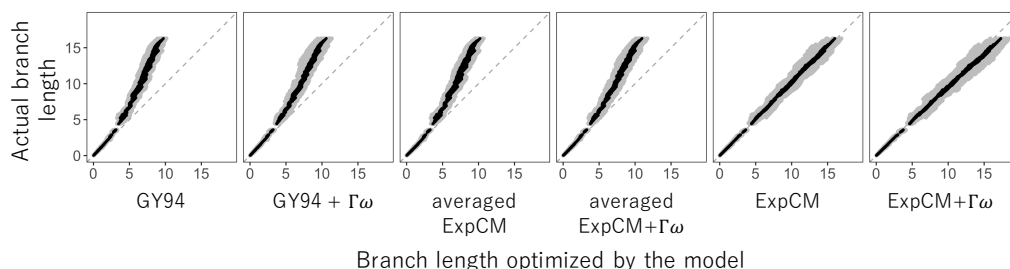 Actual branch
length
15
10
5
0
0 5 10 15 0 5 10 15 0 5 10 15 0 5 10 15 0 5 10 15 0 5 10 15
GY94 GY94 + Γω averaged averaged ExpCM ExpCM+Γω
ExpCM ExpCM+Γω
Branch length optimized by the model